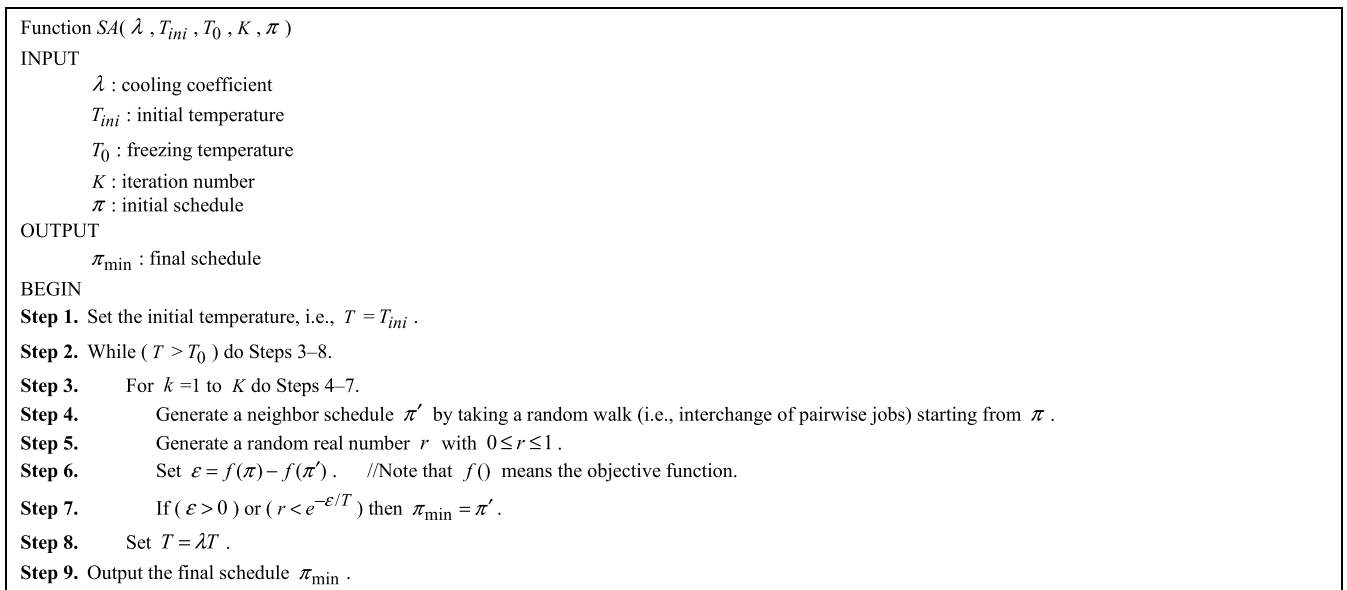 Function SA( λ , T_ini , T_0 , K , π )
INPUT
λ : cooling coefficient
T_ini : initial temperature
T_0 : freezing temperature
K : iteration number
π : initial schedule
OUTPUT
π_min : final schedule
BEGIN
Step 1. Set the initial temperature, i.e., T = T_ini .
Step 2. While ( T > T_0 ) do Steps 3–8.
Step 3. For k =1 to K do Steps 4–7.
Step 4. Generate a neighbor schedule π′ by taking a random walk (i.e., interchange of pairwise jobs) starting from π .
Step 5. Generate a random real number r with 0 ≤ r ≤ 1 .
Step 6. Set ε = f(π) − f(π′) . //Note that f() means the objective function.
Step 7. If ( ε > 0 ) or ( r < e^{−ε/T} ) then π_min = π′ .
Step 8. Set T = λT .
Step 9. Output the final schedule π_min .